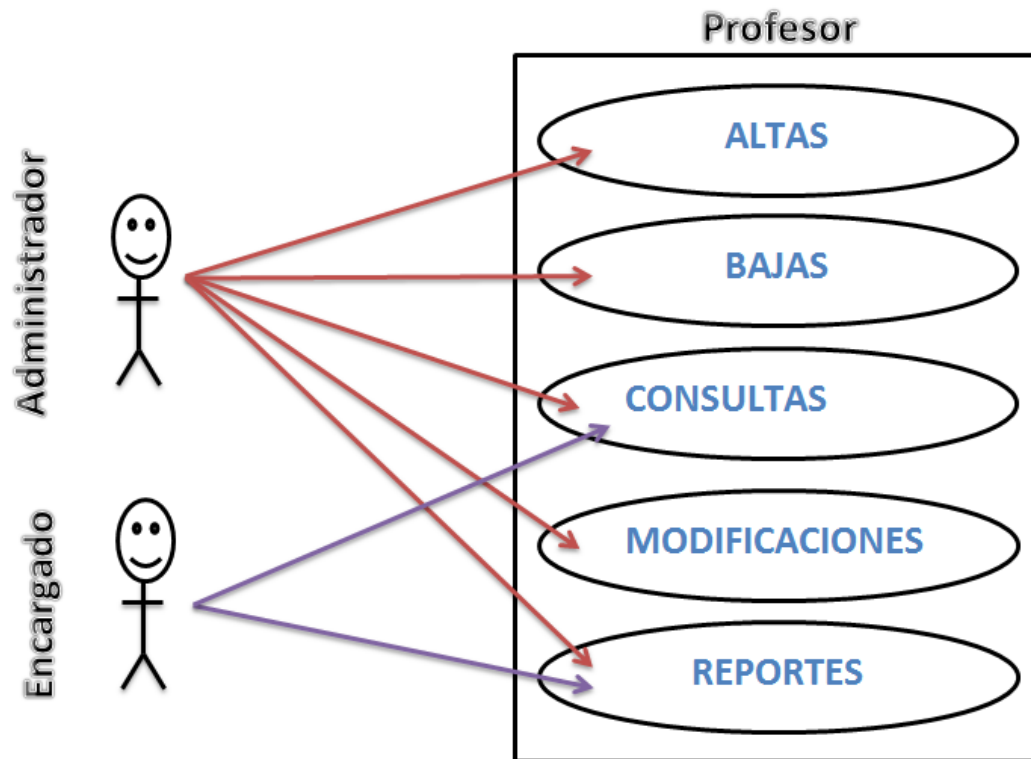 Profesor
Administrador
Encargado
ALTAS
BAJAS
CONSULTAS
MODIFICACIONES
REPORTES